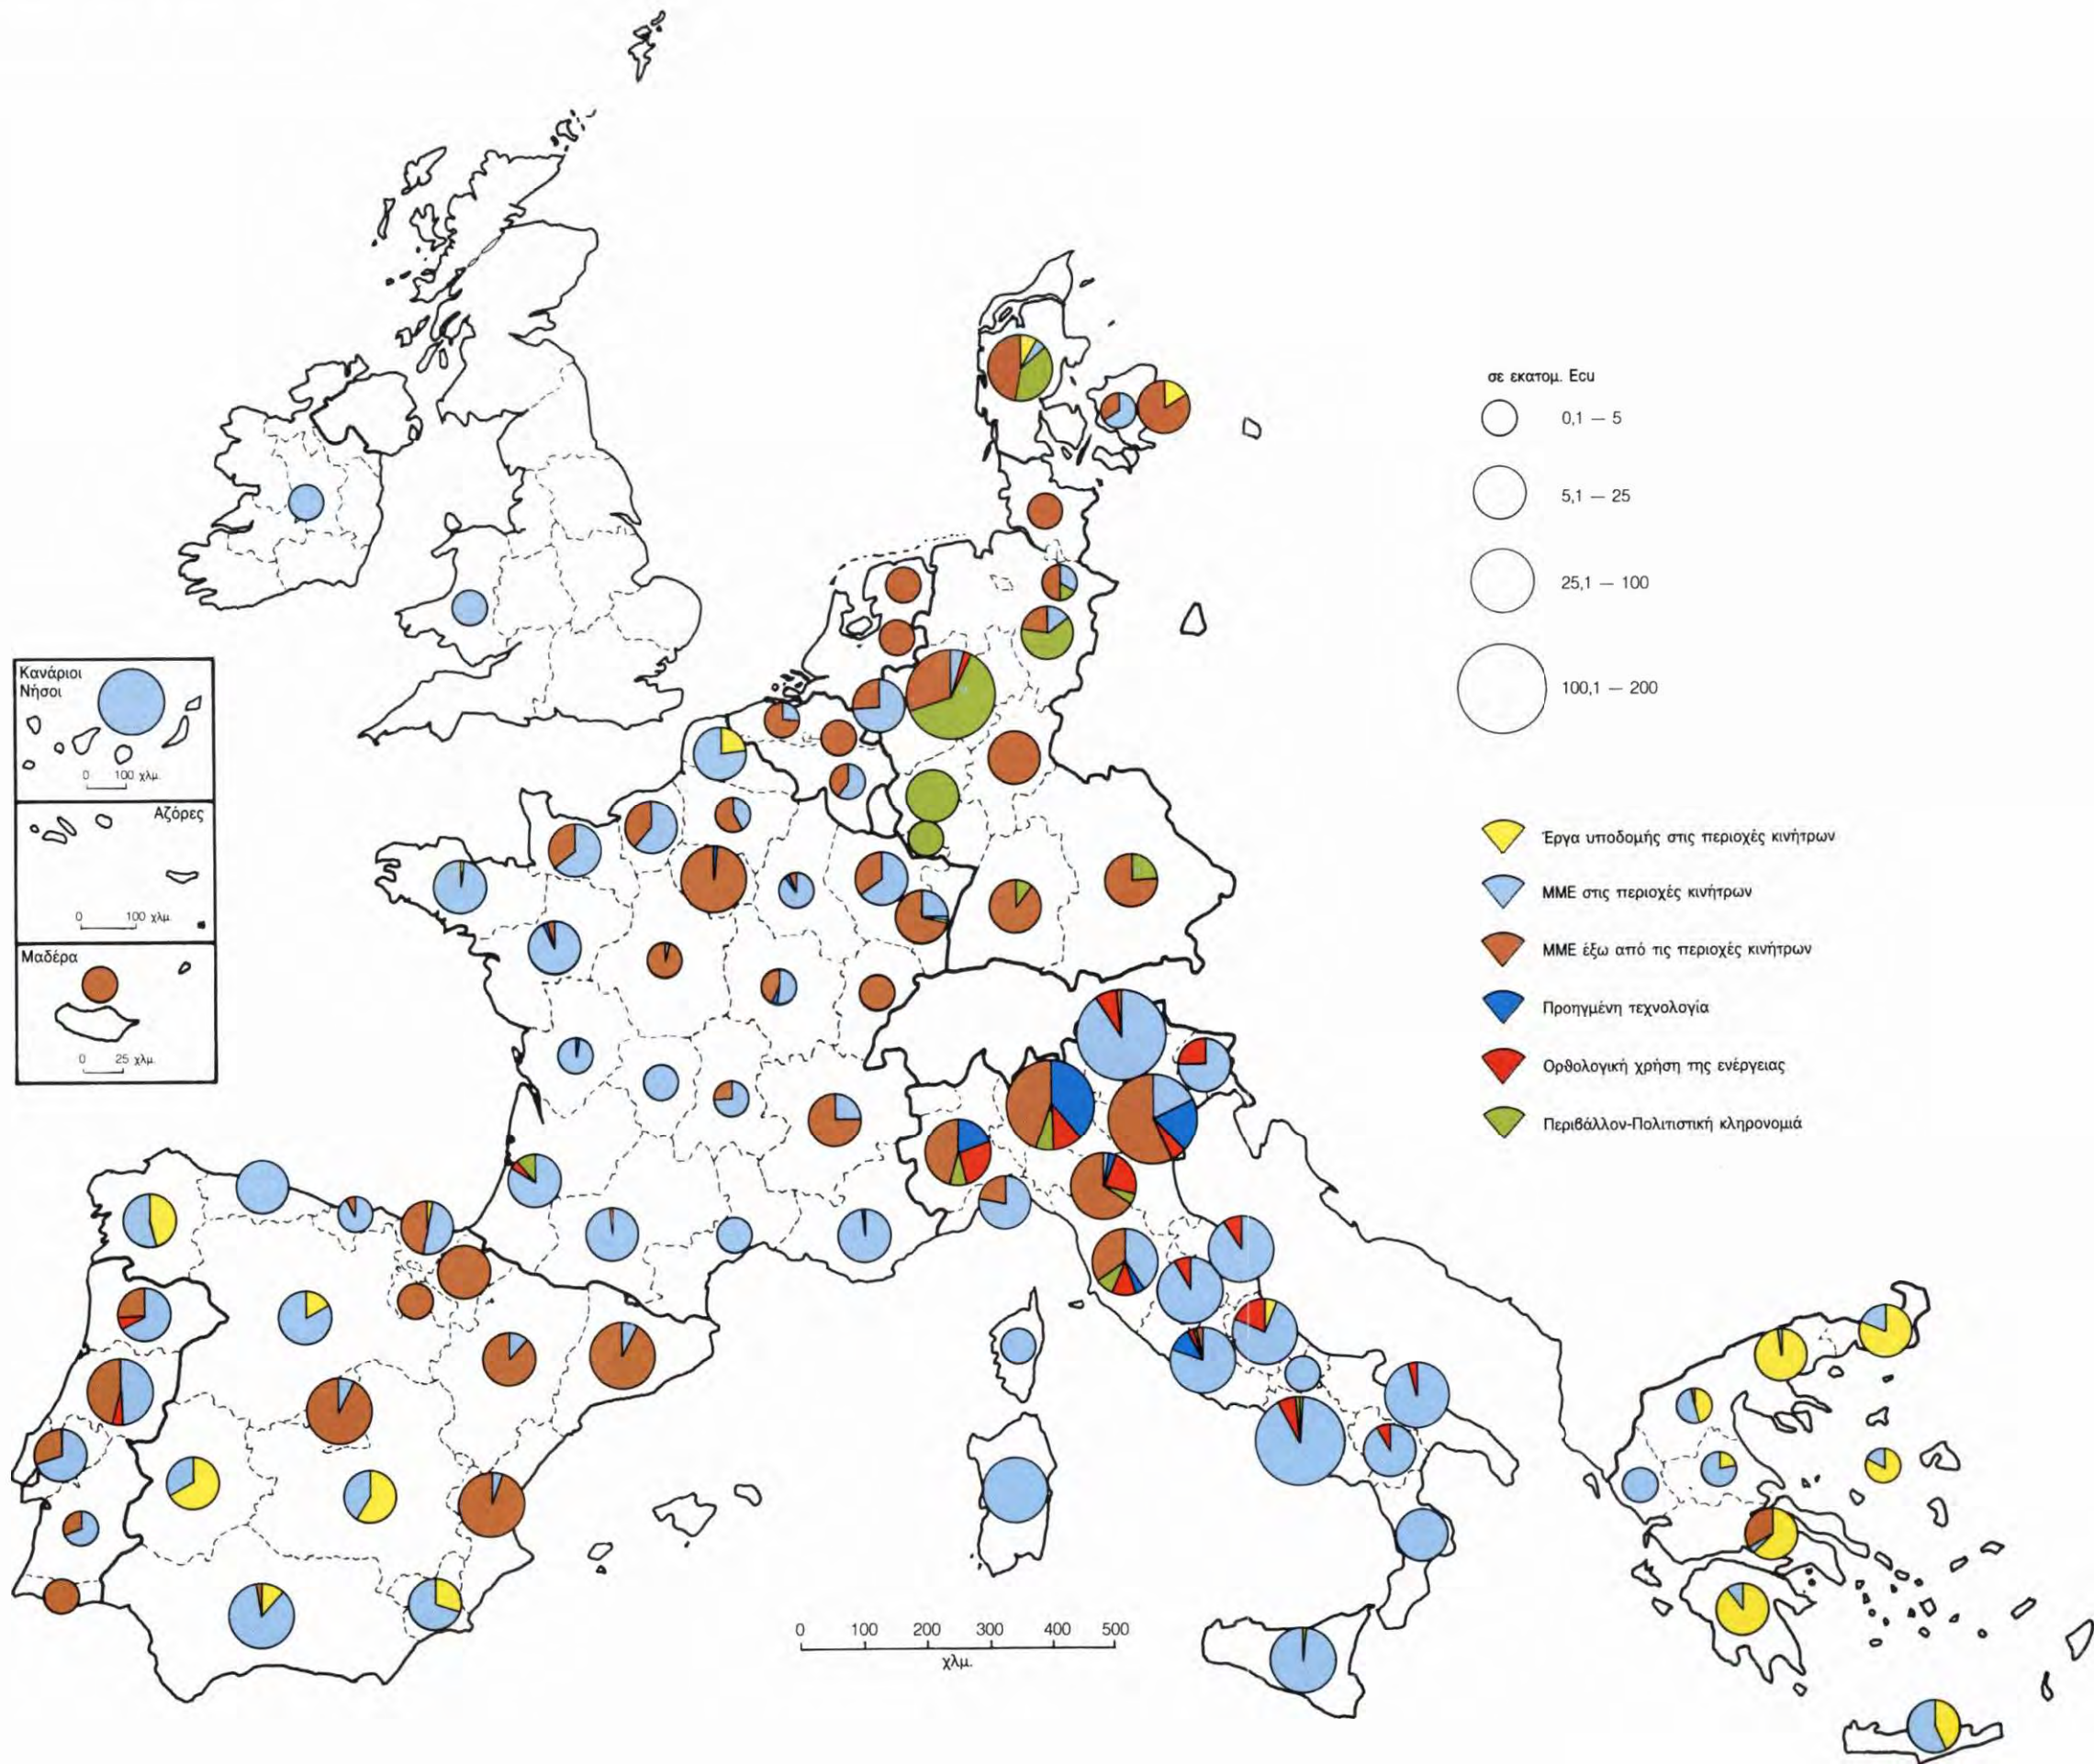 σε εκατομ. Ecu
0,1 — 5
5,1 — 25
25,1 — 100
100,1 — 200
Έργα υποδομής στις περιοχές κινήτρων
ΜΜΕ στις περιοχές κινήτρων
ΜΜΕ έξω από τις περιοχές κινήτρων
Προηγμένη τεχνολογία
Ορθολογική χρήση της ενέργειας
Περιβάλλον-Πολιτιστική κληρονομιά
Κανάριοι
Νήσοι
0 100 χλμ.
Αζόρες
0 100 χλμ.
Μαδέρα
0 25 χλμ.
0 100 200 300 400 500
χλμ.